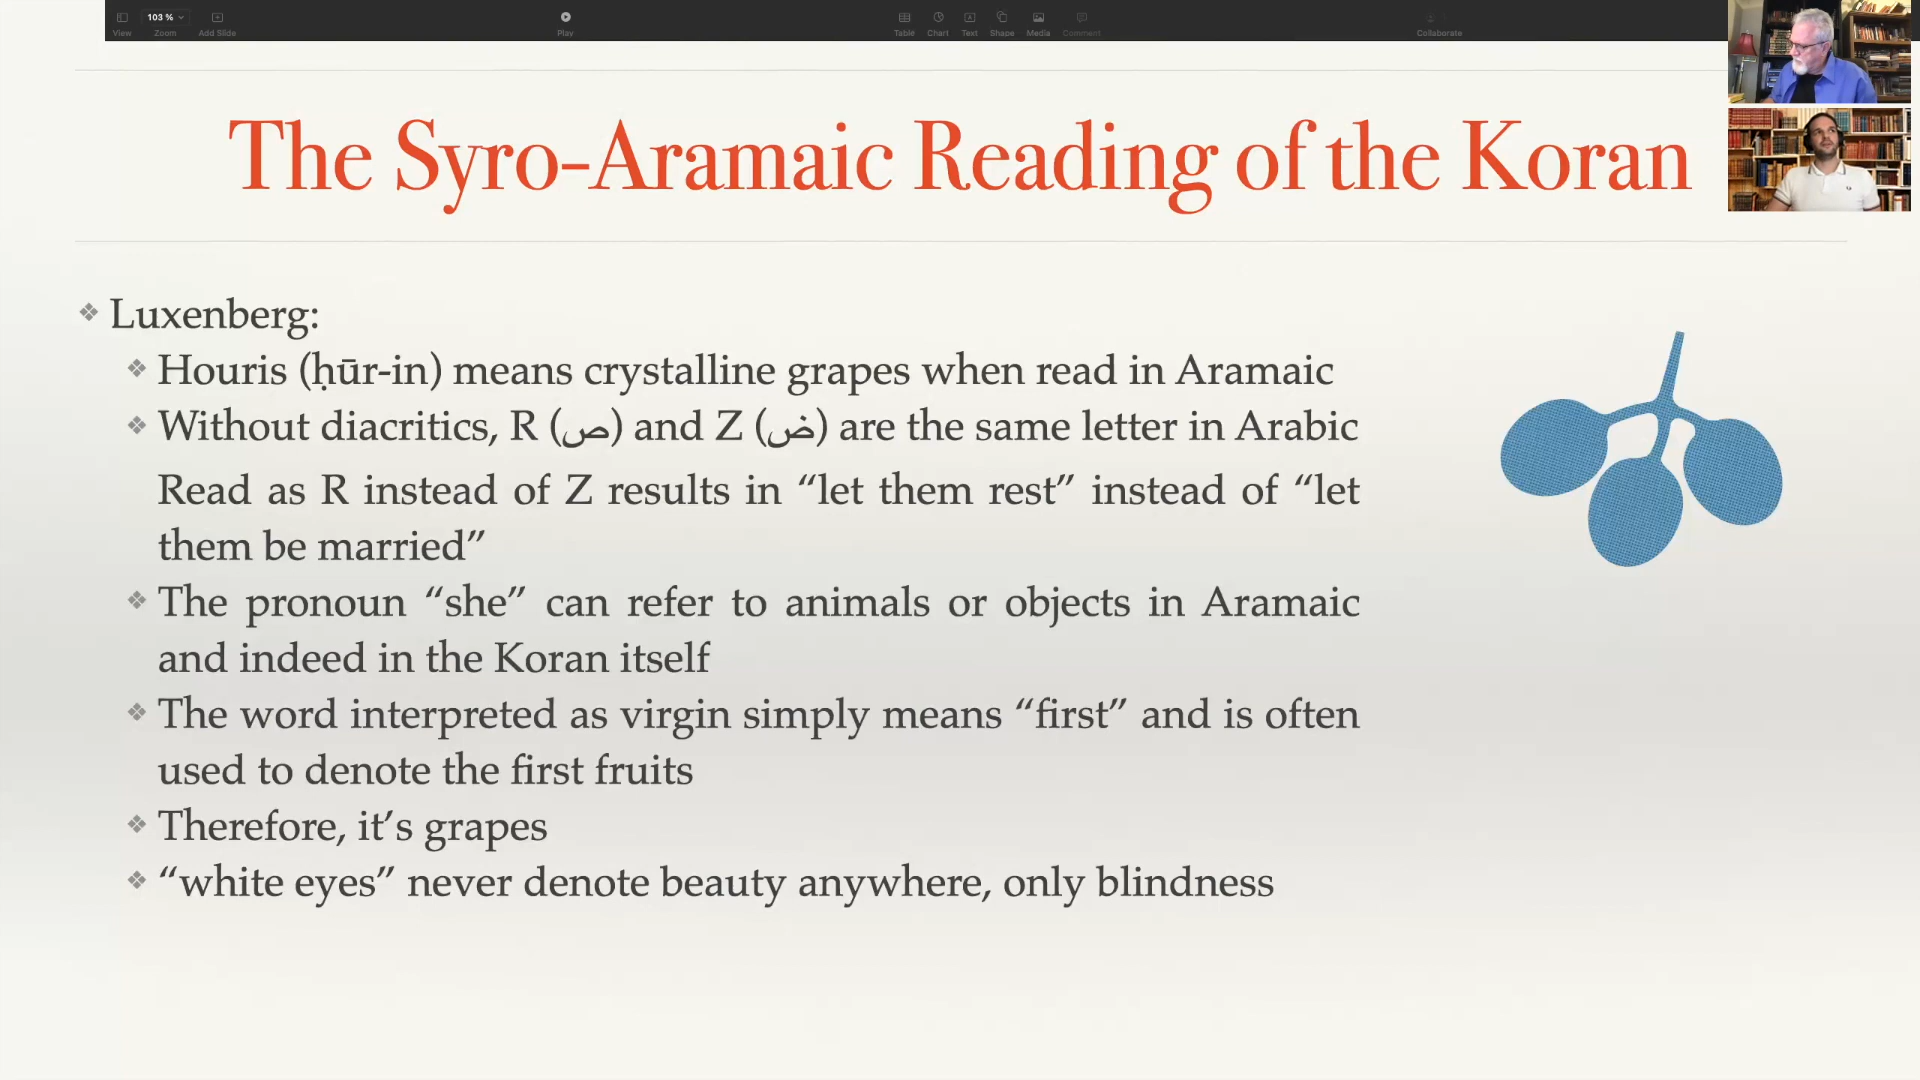 103 %
View
Zoom
Add Slide
Play
Table
Chart
Text
Shape
Media
Comment
Collaborate
The Syro-Aramaic Reading of the Koran
❖ Luxenberg:
❖ Houris (ḥūr-in) means crystalline grapes when read in Aramaic
❖ Without diacritics, R (ص) and Z (ض) are the same letter in Arabic
Read as R instead of Z results in “let them rest” instead of “let
them be married”
❖ The pronoun “she” can refer to animals or objects in Aramaic
and indeed in the Koran itself
❖ The word interpreted as virgin simply means “first” and is often
used to denote the first fruits
❖ Therefore, it’s grapes
❖ “white eyes” never denote beauty anywhere, only blindness